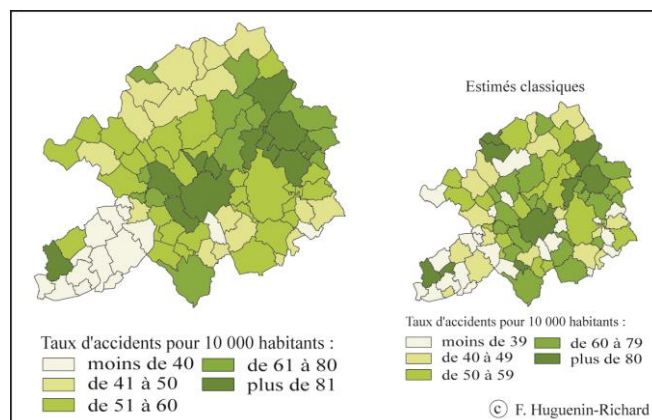 Estimés classiques
Taux d'accidents pour 10 000 habitants :
moins de 40
de 41 à 50
de 51 à 60
de 61 à 80
plus de 81
Taux d'accidents pour 10 000 habitants :
moins de 39
de 40 à 49
de 50 à 59
de 60 à 79
plus de 80
© F. Huguenin-Richard